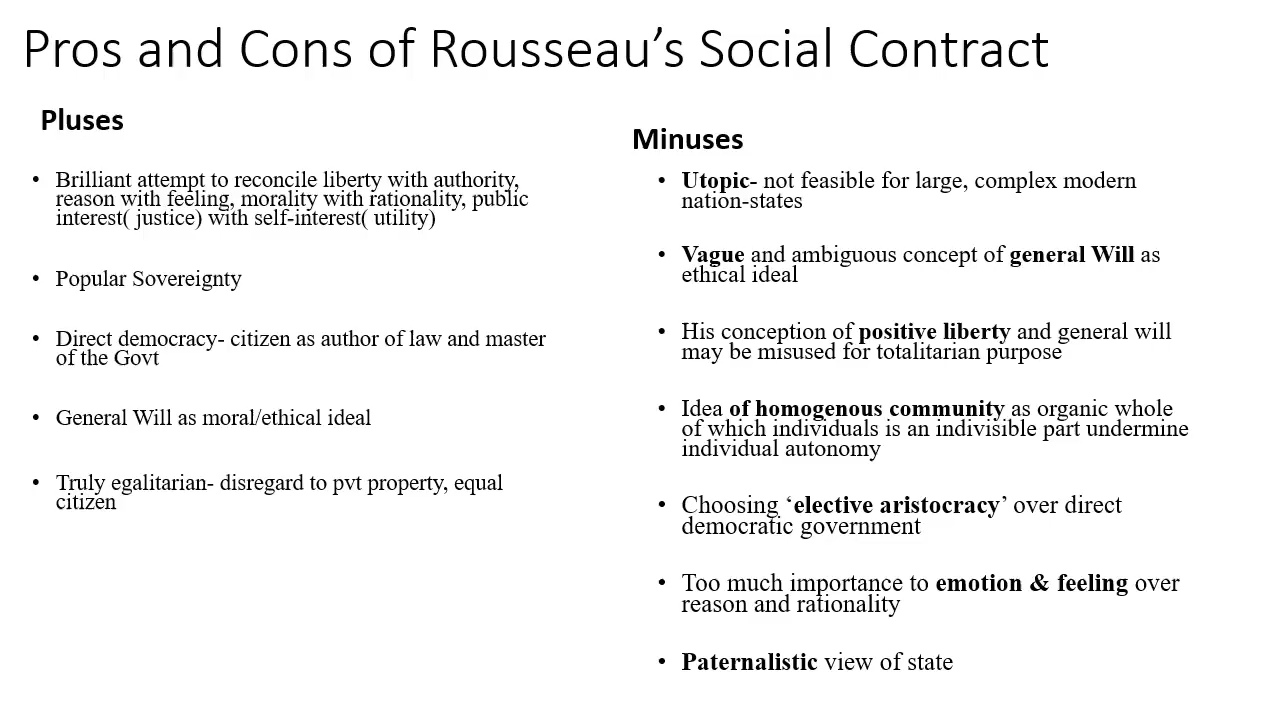 Pros and Cons of Rousseau’s Social Contract
Pluses
• Brilliant attempt to reconcile liberty with authority,
reason with feeling, morality with rationality, public
interest( justice) with self-interest( utility)
• Popular Sovereignty
• Direct democracy- citizen as author of law and master
of the Govt
• General Will as moral/ethical ideal
• Truly egalitarian- disregard to pvt property, equal
citizen
Minuses
• Utopic- not feasible for large, complex modern
nation-states
• Vague and ambiguous concept of general Will as
ethical ideal
• His conception of positive liberty and general will
may be misused for totalitarian purpose
• Idea of homogenous community as organic whole
of which individuals is an indivisible part undermine
individual autonomy
• Choosing ‘elective aristocracy’ over direct
democratic government
• Too much importance to emotion & feeling over
reason and rationality
• Paternalistic view of state